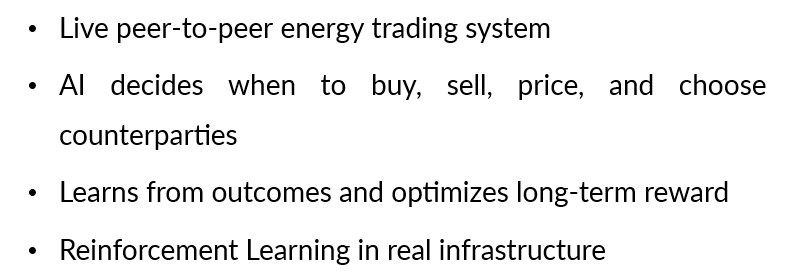 • Live peer-to-peer energy trading system
• AI decides when to buy, sell, price, and choose
counterparties
• Learns from outcomes and optimizes long-term reward
• Reinforcement Learning in real infrastructure